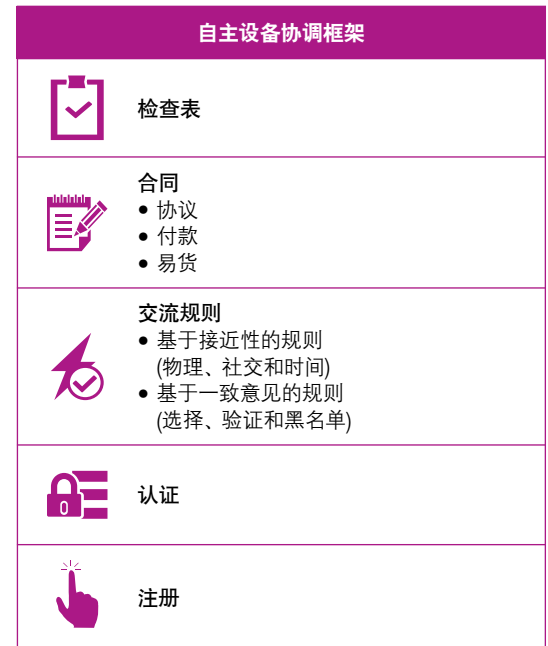 自主设备协调框架
检查表
合同
• 协议
• 付款
• 易货
交流规则
• 基于接近性的规则
(物理、社交和时间)
• 基于一致意见的规则
(选择、验证和黑名单)
认证
注册